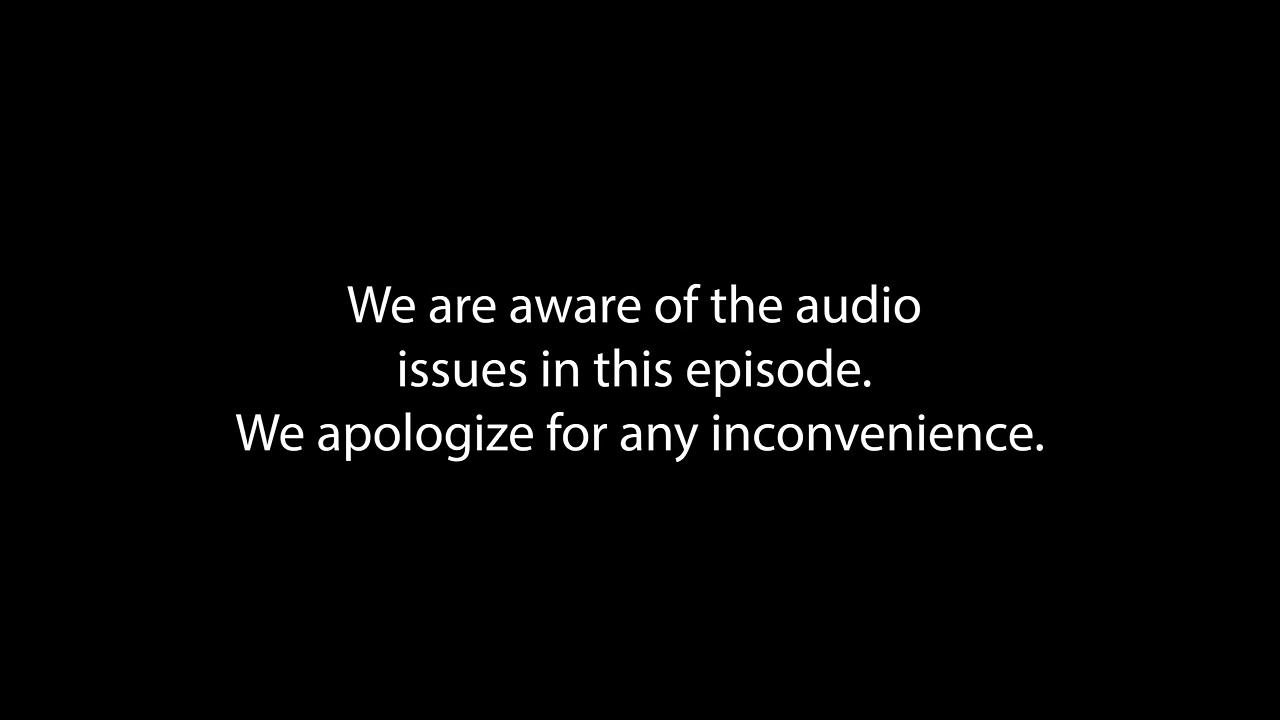 We are aware of the audio
issues in this episode.
We apologize for any inconvenience.